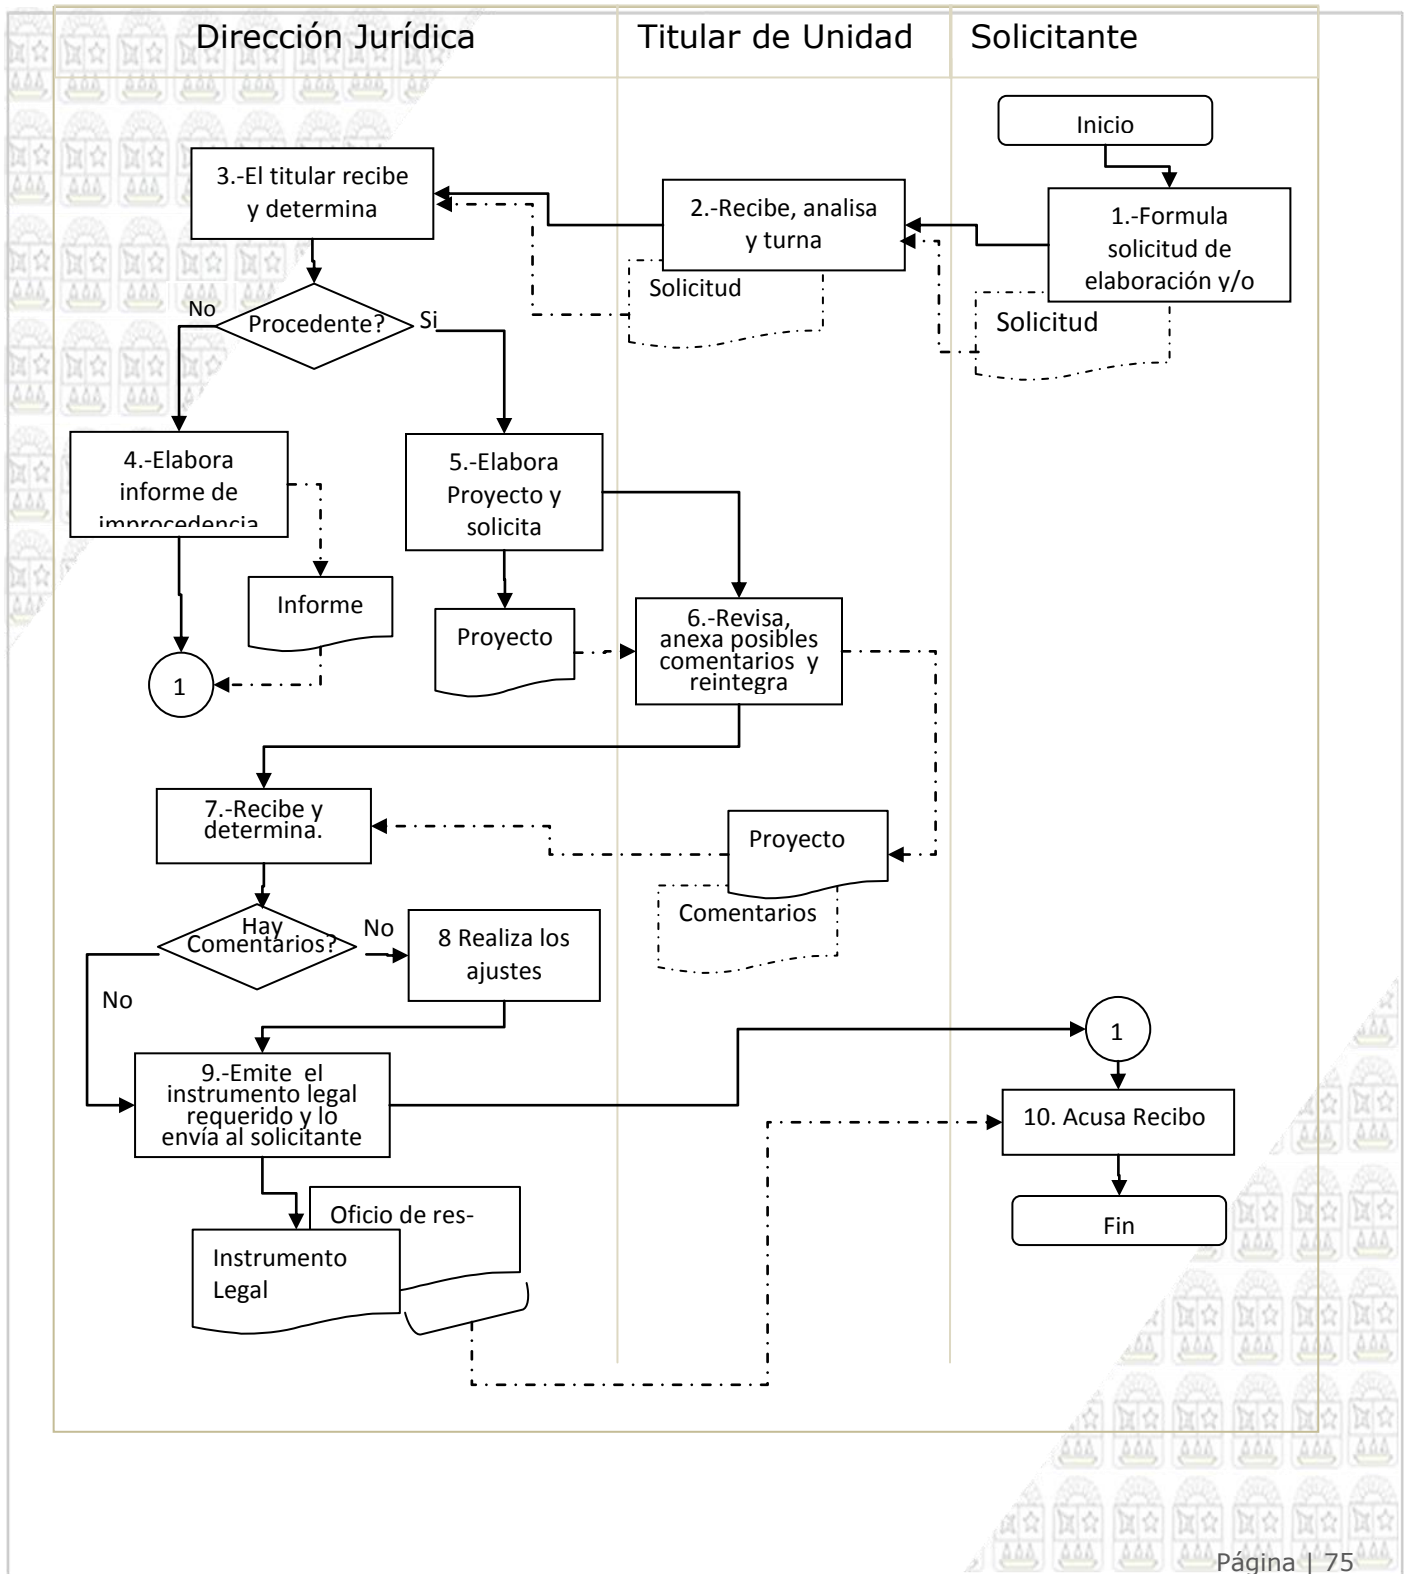 Dirección Jurídica
Titular de Unidad
Solicitante
Inicio
3.-El titular recibe
y determina
2.-Recibe, analisa
y turna
1.-Formula
solicitud de
elaboración y/o
Solicitud
Solicitud
No
Procedente?
Si
4.-Elabora
informe de
improcedencia
5.-Elabora
Proyecto y
solicita
Informe
Proyecto
6.-Revisa,
anexa posibles
comentarios y
reintegra
1
7.-Recibe y
determina.
Proyecto
Comentarios
Hay
Comentarios?
No
8 Realiza los
ajustes
No
1
9.-Emite el
instrumento legal
requerido y lo
envía al solicitante
10. Acusa Recibo
Oficio de res-
Instrumento
Legal
Fin
Página | 75